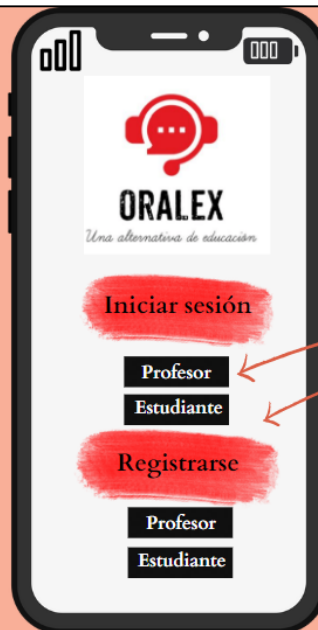 ORALEX
Una alternativa de educación
Iniciar sesión
Profesor
Estudiante
Registrarse
Profesor
Estudiante